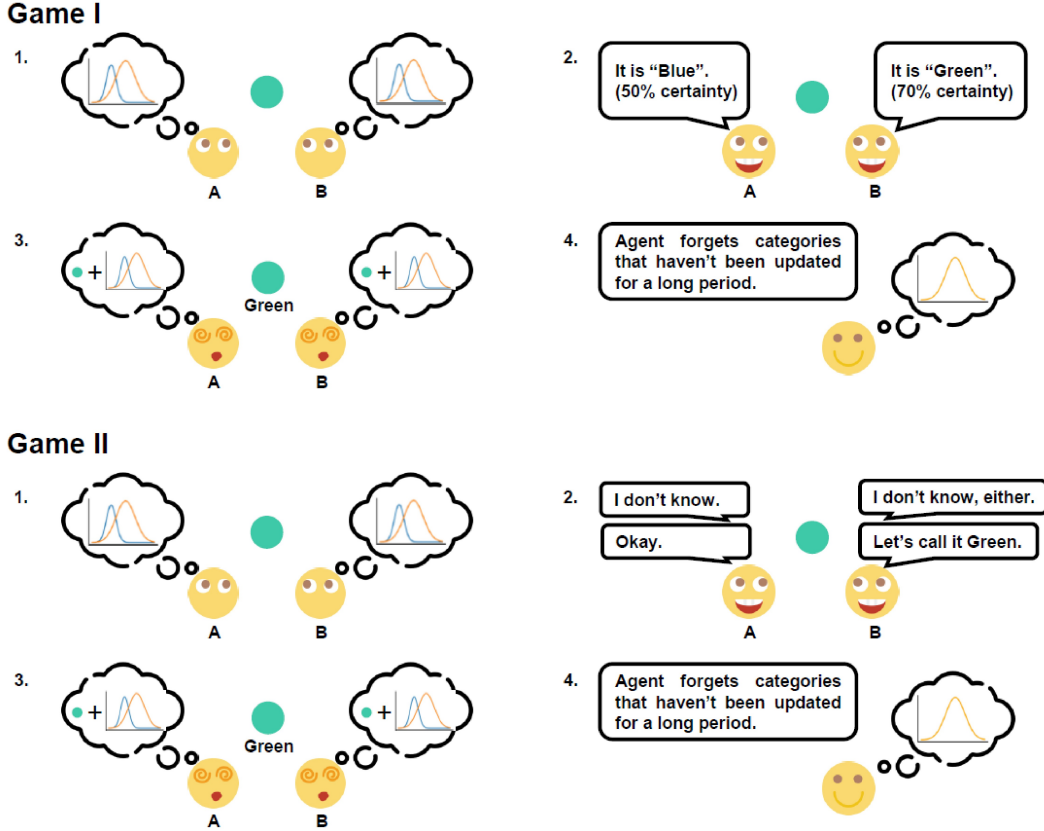 Game I
1.
A
B
2.
It is “Blue”.
(50% certainty)
It is “Green”.
(70% certainty)
A
B
3.
+
Green
+
A
B
4.
Agent forgets categories
that haven’t been updated
for a long period.
Game II
1.
A
B
2.
I don’t know.
I don’t know, either.
Okay.
Let’s call it Green.
A
B
3.
+
Green
+
A
B
4.
Agent forgets categories
that haven’t been updated
for a long period.